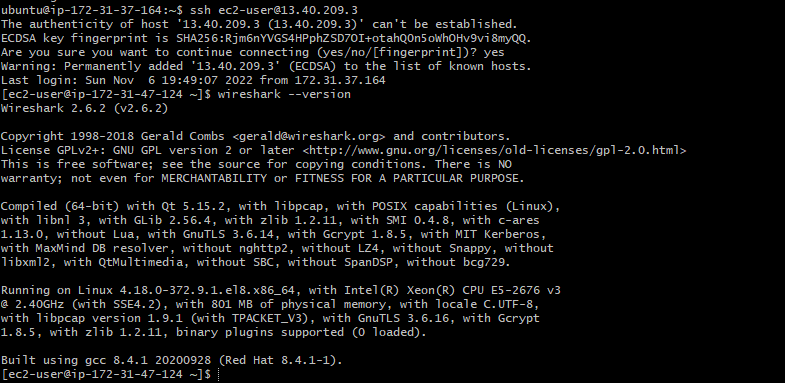 ubuntu@ip-172-31-37-164:~$ ssh ec2-user@13.40.209.3
The authenticity of host '13.40.209.3 (13.40.209.3)' can't be established.
ECDSA key fingerprint is SHA256:Rjm6nYVGS4HPphZSD7OI+otahQOn5oWhOHv9vi8myQQ.
Are you sure you want to continue connecting (yes/no/[fingerprint])? yes
Warning: Permanently added '13.40.209.3' (ECDSA) to the list of known hosts.
Last login: Sun Nov  6 19:49:07 2022 from 172.31.37.164
[ec2-user@ip-172-31-47-124 ~]$ wireshark --version
Wireshark 2.6.2 (v2.6.2)

Copyright 1998-2018 Gerald Combs <gerald@wireshark.org> and contributors.
License GPLv2+: GNU GPL version 2 or later <http://www.gnu.org/licenses/old-licenses/gpl-2.0.html>
This is free software; see the source for copying conditions. There is NO
warranty; not even for MERCHANTABILITY or FITNESS FOR A PARTICULAR PURPOSE.

Compiled (64-bit) with Qt 5.15.2, with libpcap, with POSIX capabilities (Linux),
with libnl 3, with GLib 2.56.4, with zlib 1.2.11, with SMI 0.4.8, with c-ares
1.13.0, without Lua, with GnuTLS 3.6.14, with Gcrypt 1.8.5, with MIT Kerberos,
with MaxMind DB resolver, without nghttp2, without LZ4, without Snappy, without
libxml2, with QtMultimedia, without SBC, without SpanDSP, without bcg729.

Running on Linux 4.18.0-372.9.1.el8.x86_64, with Intel(R) Xeon(R) CPU E5-2676 v3
@ 2.40GHz (with SSE4.2), with 801 MB of physical memory, with locale C.UTF-8,
with libpcap version 1.9.1 (with TPACKET_V3), with GnuTLS 3.6.16, with Gcrypt
1.8.5, with zlib 1.2.11, binary plugins supported (0 loaded).

Built using gcc 8.4.1 20200928 (Red Hat 8.4.1-1).
[ec2-user@ip-172-31-47-124 ~]$